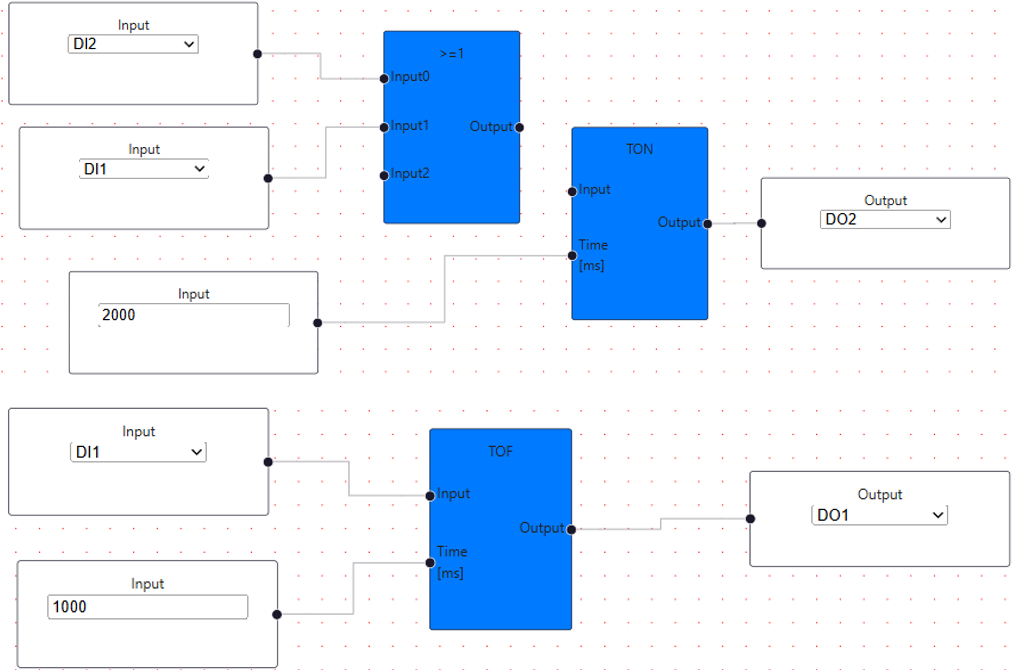 Input
DI2
>=1
Input0
Input
DI1
Input1
Output
Input2
TON
Input
Output
DO2
Output
Time
[ms]
Input
2000
Input
DI1
TOF
Input
Output
DO1
Output
Time
[ms]
Input
1000